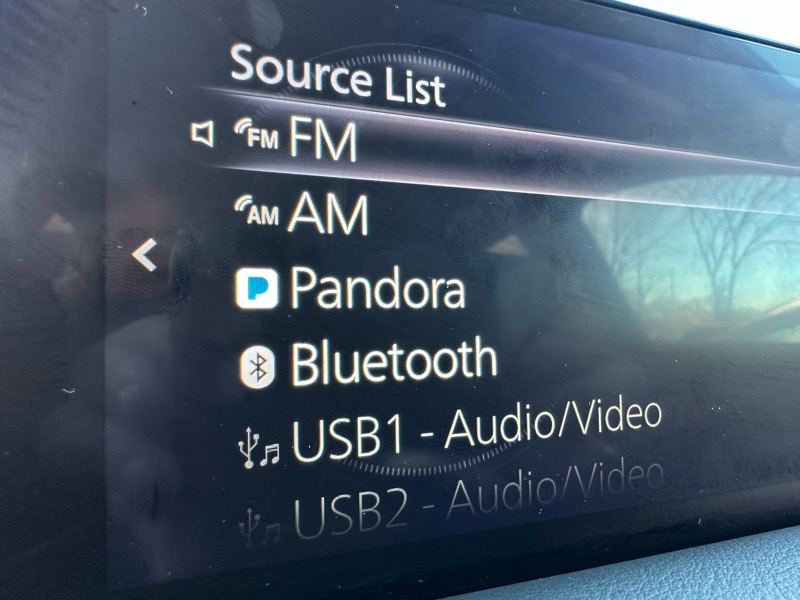 Source List
FM FM
AM AM
Pandora
Bluetooth
USB1 - Audio/Video
USB2 - Audio/Video